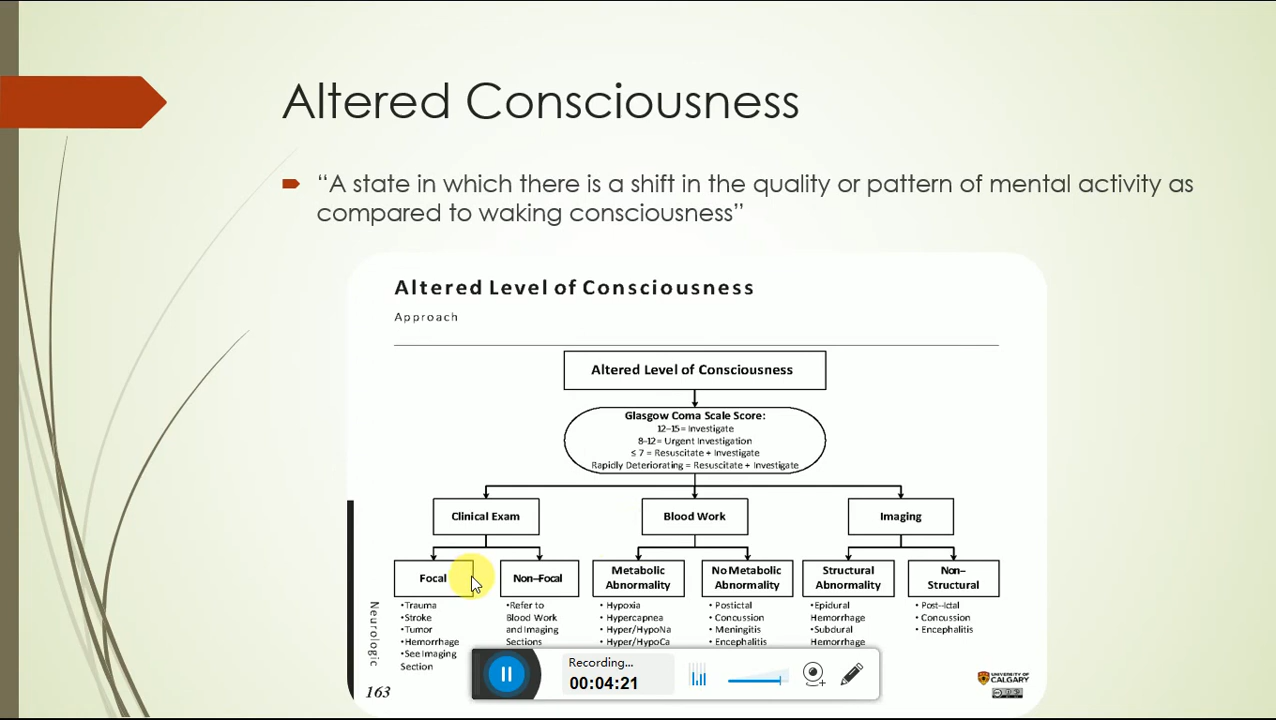 Altered Consciousness
“A state in which there is a shift in the quality or pattern of mental activity as
compared to waking consciousness”
Altered Level of Consciousness
Approach
Altered Level of Consciousness
Glasgow Coma Scale Score:
12–15 = Investigate
8-12 = Urgent Investigation
≤ 7 = Resuscitate + Investigate
Rapidly Deteriorating = Resuscitate + Investigate
Clinical Exam
Blood Work
Imaging
Focal
•Trauma
•Stroke
•Tumor
•Hemorrhage
•See Imaging
Section
Non–Focal
•Refer to
Blood Work
and Imaging
Sections
Metabolic
Abnormality
• Hypoxia
• Hypercapnea
• Hyper/HypoNa
• Hyper/HypoCa
No Metabolic
Abnormality
• Postictal
• Concussion
• Meningitis
• Encephalitis
Structural
Abnormality
•Epidural
Hemorrhage
•Subdural
Hemorrhage
Non–
Structural
• Post--Ictal
• Concussion
• Encephalitis
Neurologic
163
Recording...
00:04:21
UNIVERSITY OF
CALGARY